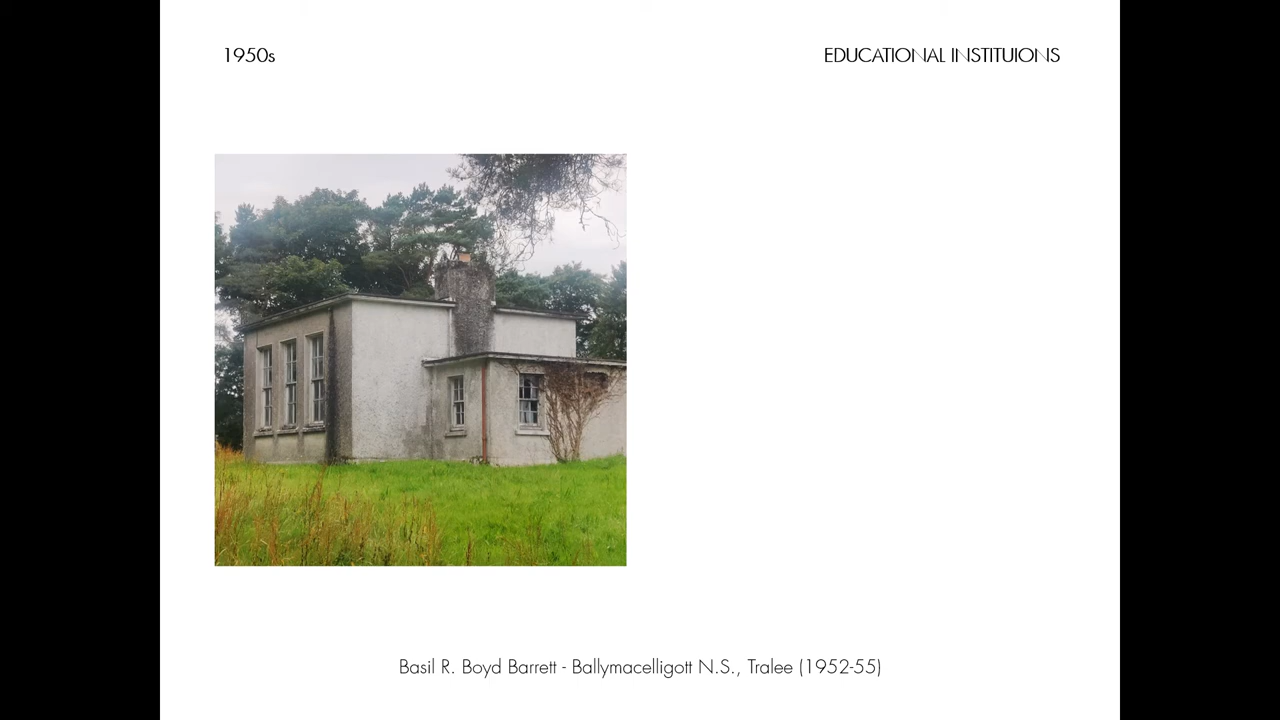 1950s
EDUCATIONAL INSTITUIONS
Basil R. Boyd Barrett - Ballymacelligott N.S., Tralee (1952-55)